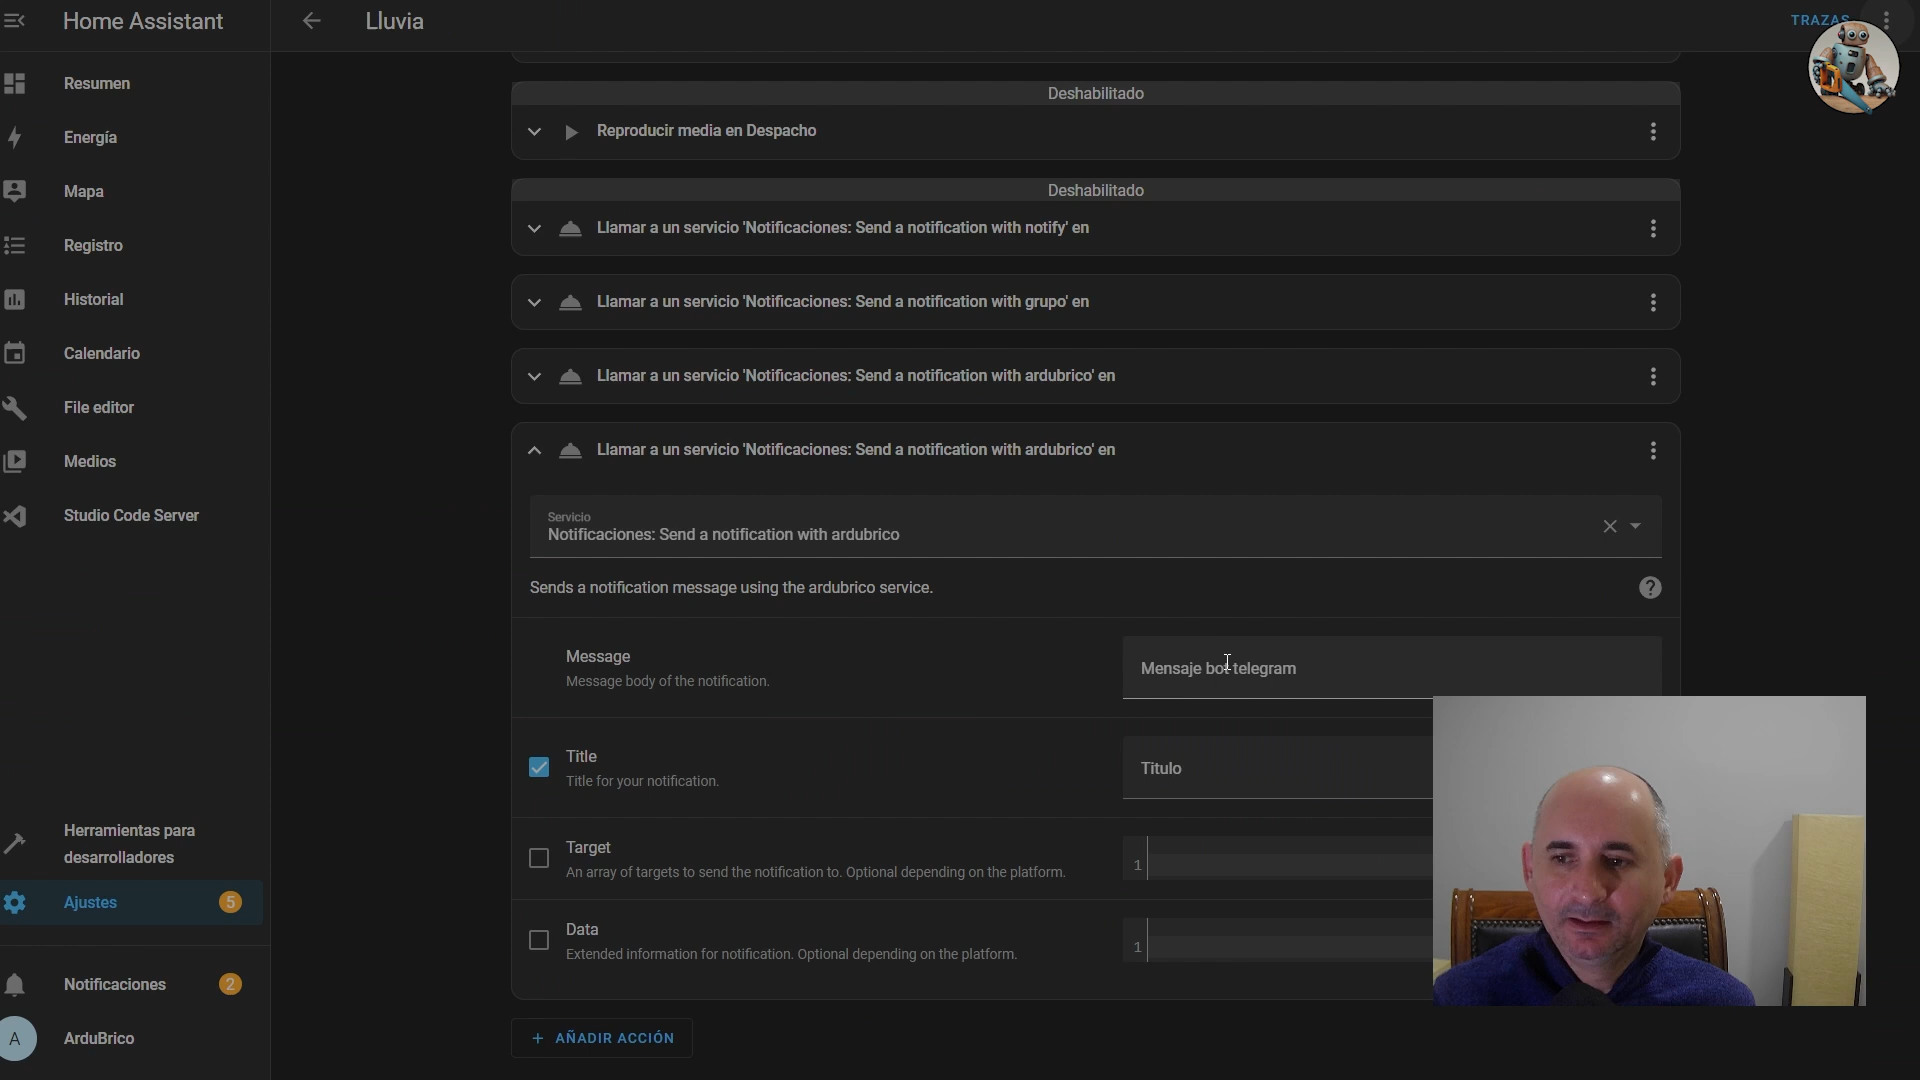 Home Assistant
Lluvia
TRAZAS
Resumen
Energía
Mapa
Registro
Historial
Calendario
File editor
Medios
Studio Code Server
Herramientas para
desarrolladores
Ajustes
5
Notificaciones
2
A
ArduBrico
Deshabilitado
Reproducir media en Despacho
Deshabilitado
Llamar a un servicio 'Notificaciones: Send a notification with notify' en
Llamar a un servicio 'Notificaciones: Send a notification with grupo' en
Llamar a un servicio 'Notificaciones: Send a notification with ardubrico' en
Llamar a un servicio 'Notificaciones: Send a notification with ardubrico' en
Servicio
Notificaciones: Send a notification with ardubrico
Sends a notification message using the ardubrico service.
Message
Message body of the notification.
Mensaje bot telegram
Title
Title for your notification.
Titulo
Target
An array of targets to send the notification to. Optional depending on the platform.
1
Data
Extended information for notification. Optional depending on the platform.
1
+ AÑADIR ACCIÓN